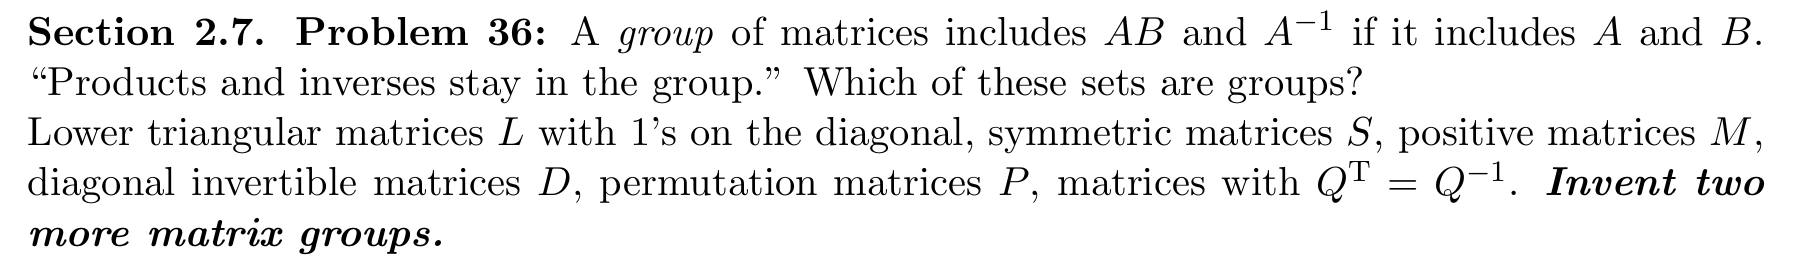 Section 2.7. Problem 36: A group of matrices includes AB and A⁻¹ if it includes A and B.
“Products and inverses stay in the group.” Which of these sets are groups?
Lower triangular matrices L with 1’s on the diagonal, symmetric matrices S, positive matrices M,
diagonal invertible matrices D, permutation matrices P, matrices with Qᵀ = Q⁻¹. Invent two
more matrix groups.